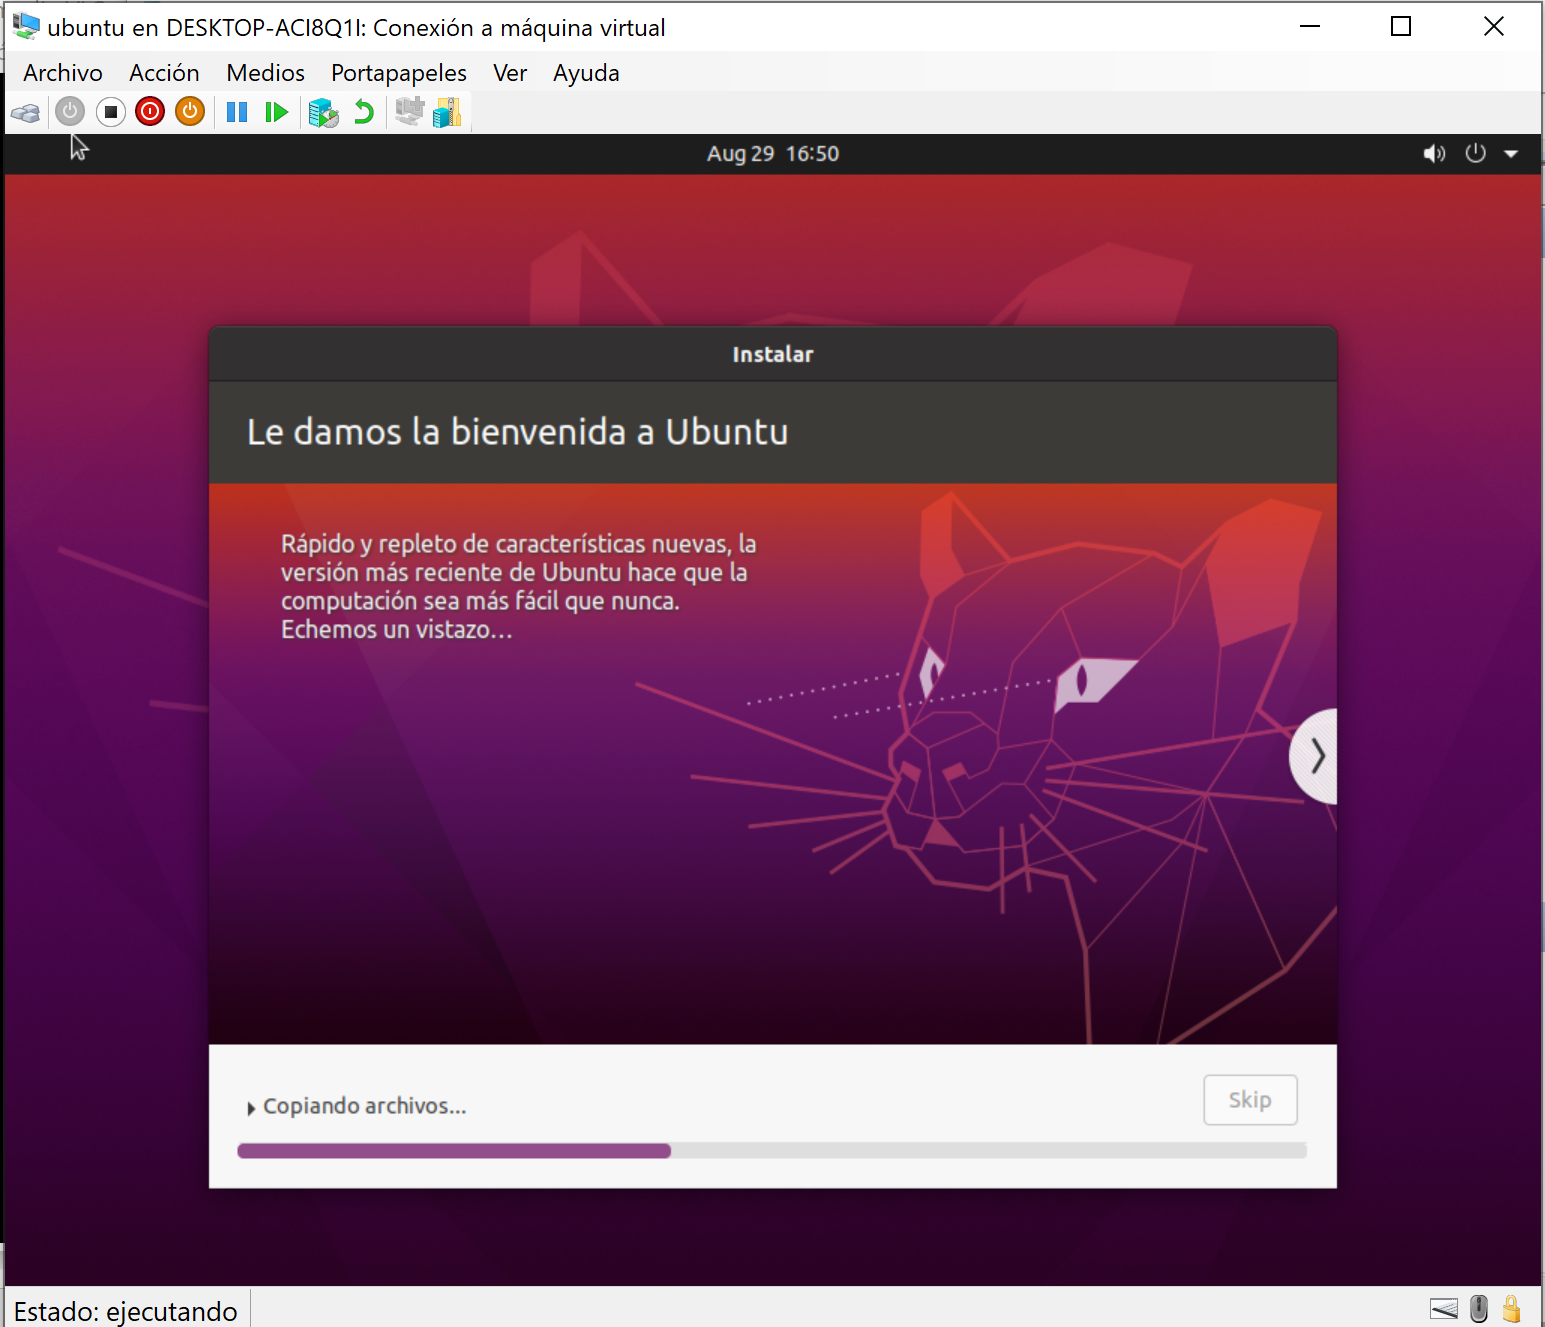 ubuntu en DESKTOP-ACI8Q1I: Conexión a máquina virtual
Archivo Acción Medios Portapapeles Ver Ayuda
Aug 29 16:50
Instalar
Le damos la bienvenida a Ubuntu
Rápido y repleto de características nuevas, la
versión más reciente de Ubuntu hace que la
computación sea más fácil que nunca.
Echemos un vistazo...
Copiando archivos...
Skip
Estado: ejecutando